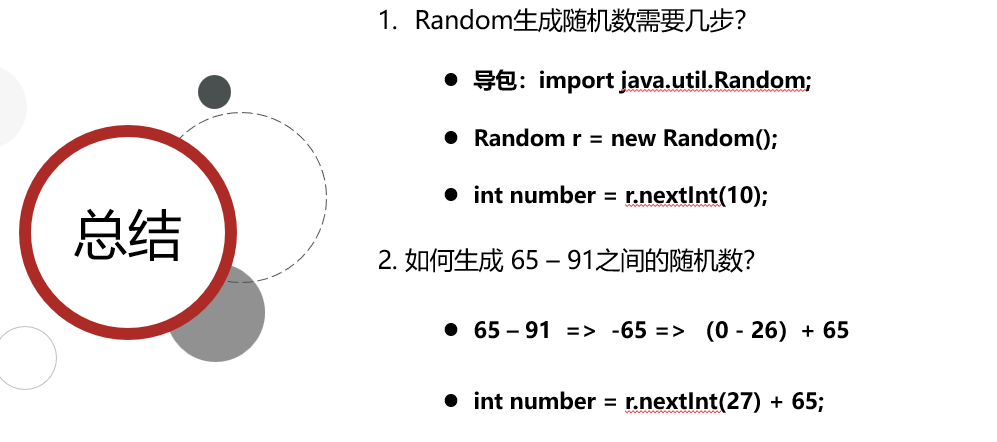 总结
1. Random生成随机数需要几步？
● 导包：import java.util.Random;
● Random r = new Random();
● int number = r.nextInt(10);
2. 如何生成 65 – 91之间的随机数？
● 65 – 91 => -65 => （0 - 26）+ 65
● int number = r.nextInt(27) + 65;